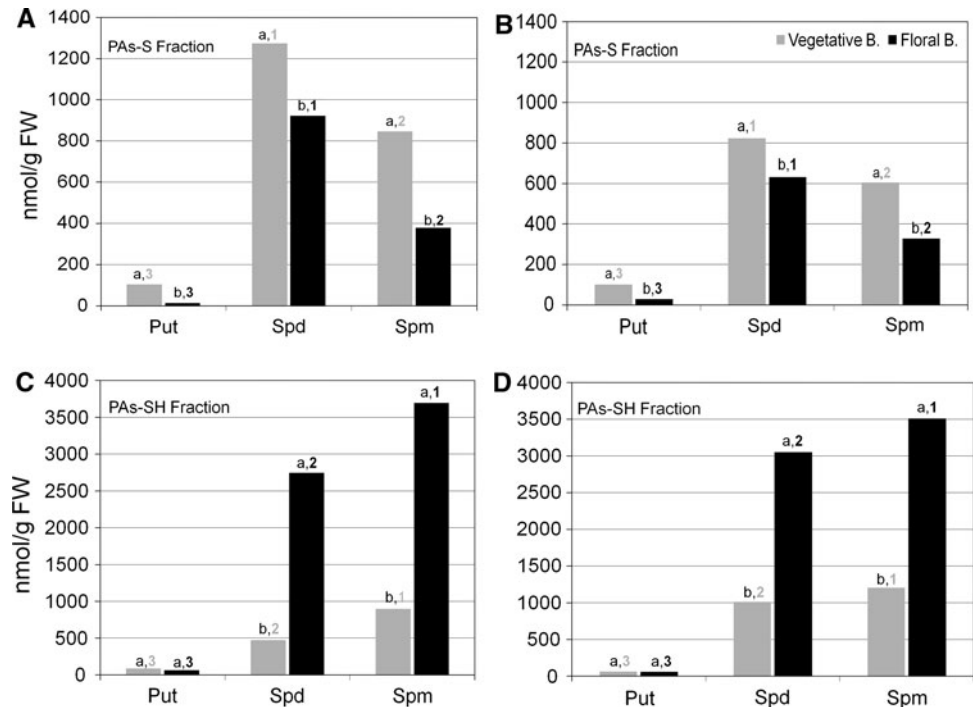 A
PAs-S Fraction
nmol/g FW
1400
1200
1000
800
600
400
200
0
a,3
b,3
a,1
b,1
a,2
b,2
Put
Spd
Spm
B
PAs-S Fraction
Vegetative B.
Floral B.
1400
1200
1000
800
600
400
200
0
a,3
b,3
a,1
b,1
a,2
b,2
Put
Spd
Spm
C
PAs-SH Fraction
nmol/g FW
4000
3500
3000
2500
2000
1500
1000
500
0
a,3
a,3
b,2
a,2
b,1
a,1
Put
Spd
Spm
D
PAs-SH Fraction
4000
3500
3000
2500
2000
1500
1000
500
0
a,3
a,3
b,2
a,2
b,1
a,1
Put
Spd
Spm